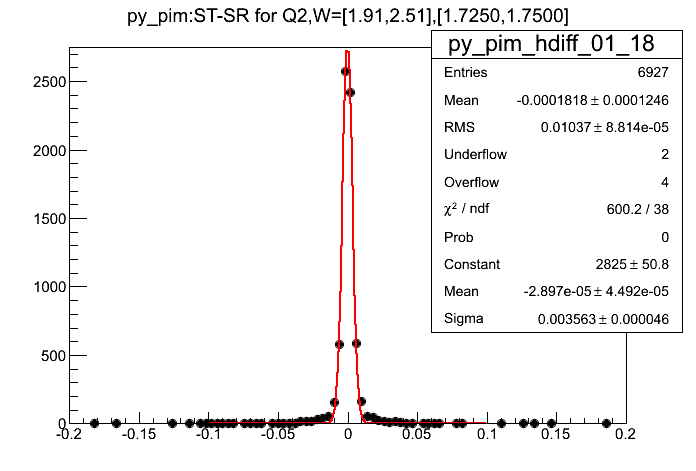 py_pim:ST-SR for Q2,W=[1.91,2.51],[1.7250,1.7500]
py_pim_hdiff_01_18
Entries 6927
Mean -0.0001818 ± 0.0001246
RMS 0.01037 ± 8.814e-05
Underflow 2
Overflow 4
χ² / ndf 600.2 / 38
Prob 0
Constant 2825 ± 50.8
Mean -2.897e-05 ± 4.492e-05
Sigma 0.003563 ± 0.000046
2500
2000
1500
1000
500
0
-0.2 -0.15 -0.1 -0.05 0 0.05 0.1 0.15 0.2